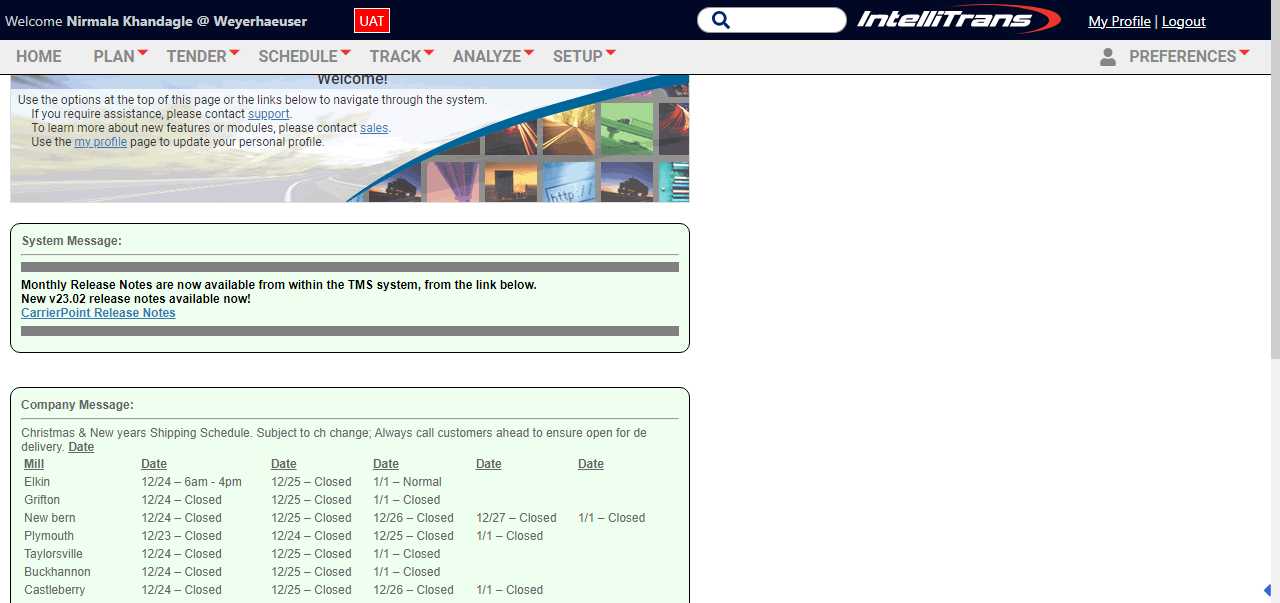 Welcome Nirmala Khandagle @ Weyerhaeuser UAT IntelliTrans My Profile | Logout
HOME PLAN TENDER SCHEDULE TRACK ANALYZE SETUP PREFERENCES
Welcome!
Use the options at the top of this page or the links below to navigate through the system.
If you require assistance, please contact support.
To learn more about new features or modules, please contact sales.
Use the my profile page to update your personal profile.
http://
System Message:
Monthly Release Notes are now available from within the TMS system, from the link below.
New v23.02 release notes available now!
CarrierPoint Release Notes
Company Message:
Christmas & New years Shipping Schedule. Subject to ch change; Always call customers ahead to ensure open for de
delivery. Date
Mill Date Date Date Date Date
Elkin 12/24 – 6am - 4pm 12/25 – Closed 1/1 – Normal
Grifton 12/24 – Closed 12/25 – Closed 1/1 – Closed
New bern 12/24 – Closed 12/25 – Closed 12/26 – Closed 12/27 – Closed 1/1 – Closed
Plymouth 12/23 – Closed 12/24 – Closed 12/25 – Closed 1/1 – Closed
Taylorsville 12/24 – Closed 12/25 – Closed 1/1 – Closed
Buckhannon 12/24 – Closed 12/25 – Closed 1/1 – Closed
Castleberry 12/24 – Closed 12/25 – Closed 12/26 – Closed 1/1 – Closed